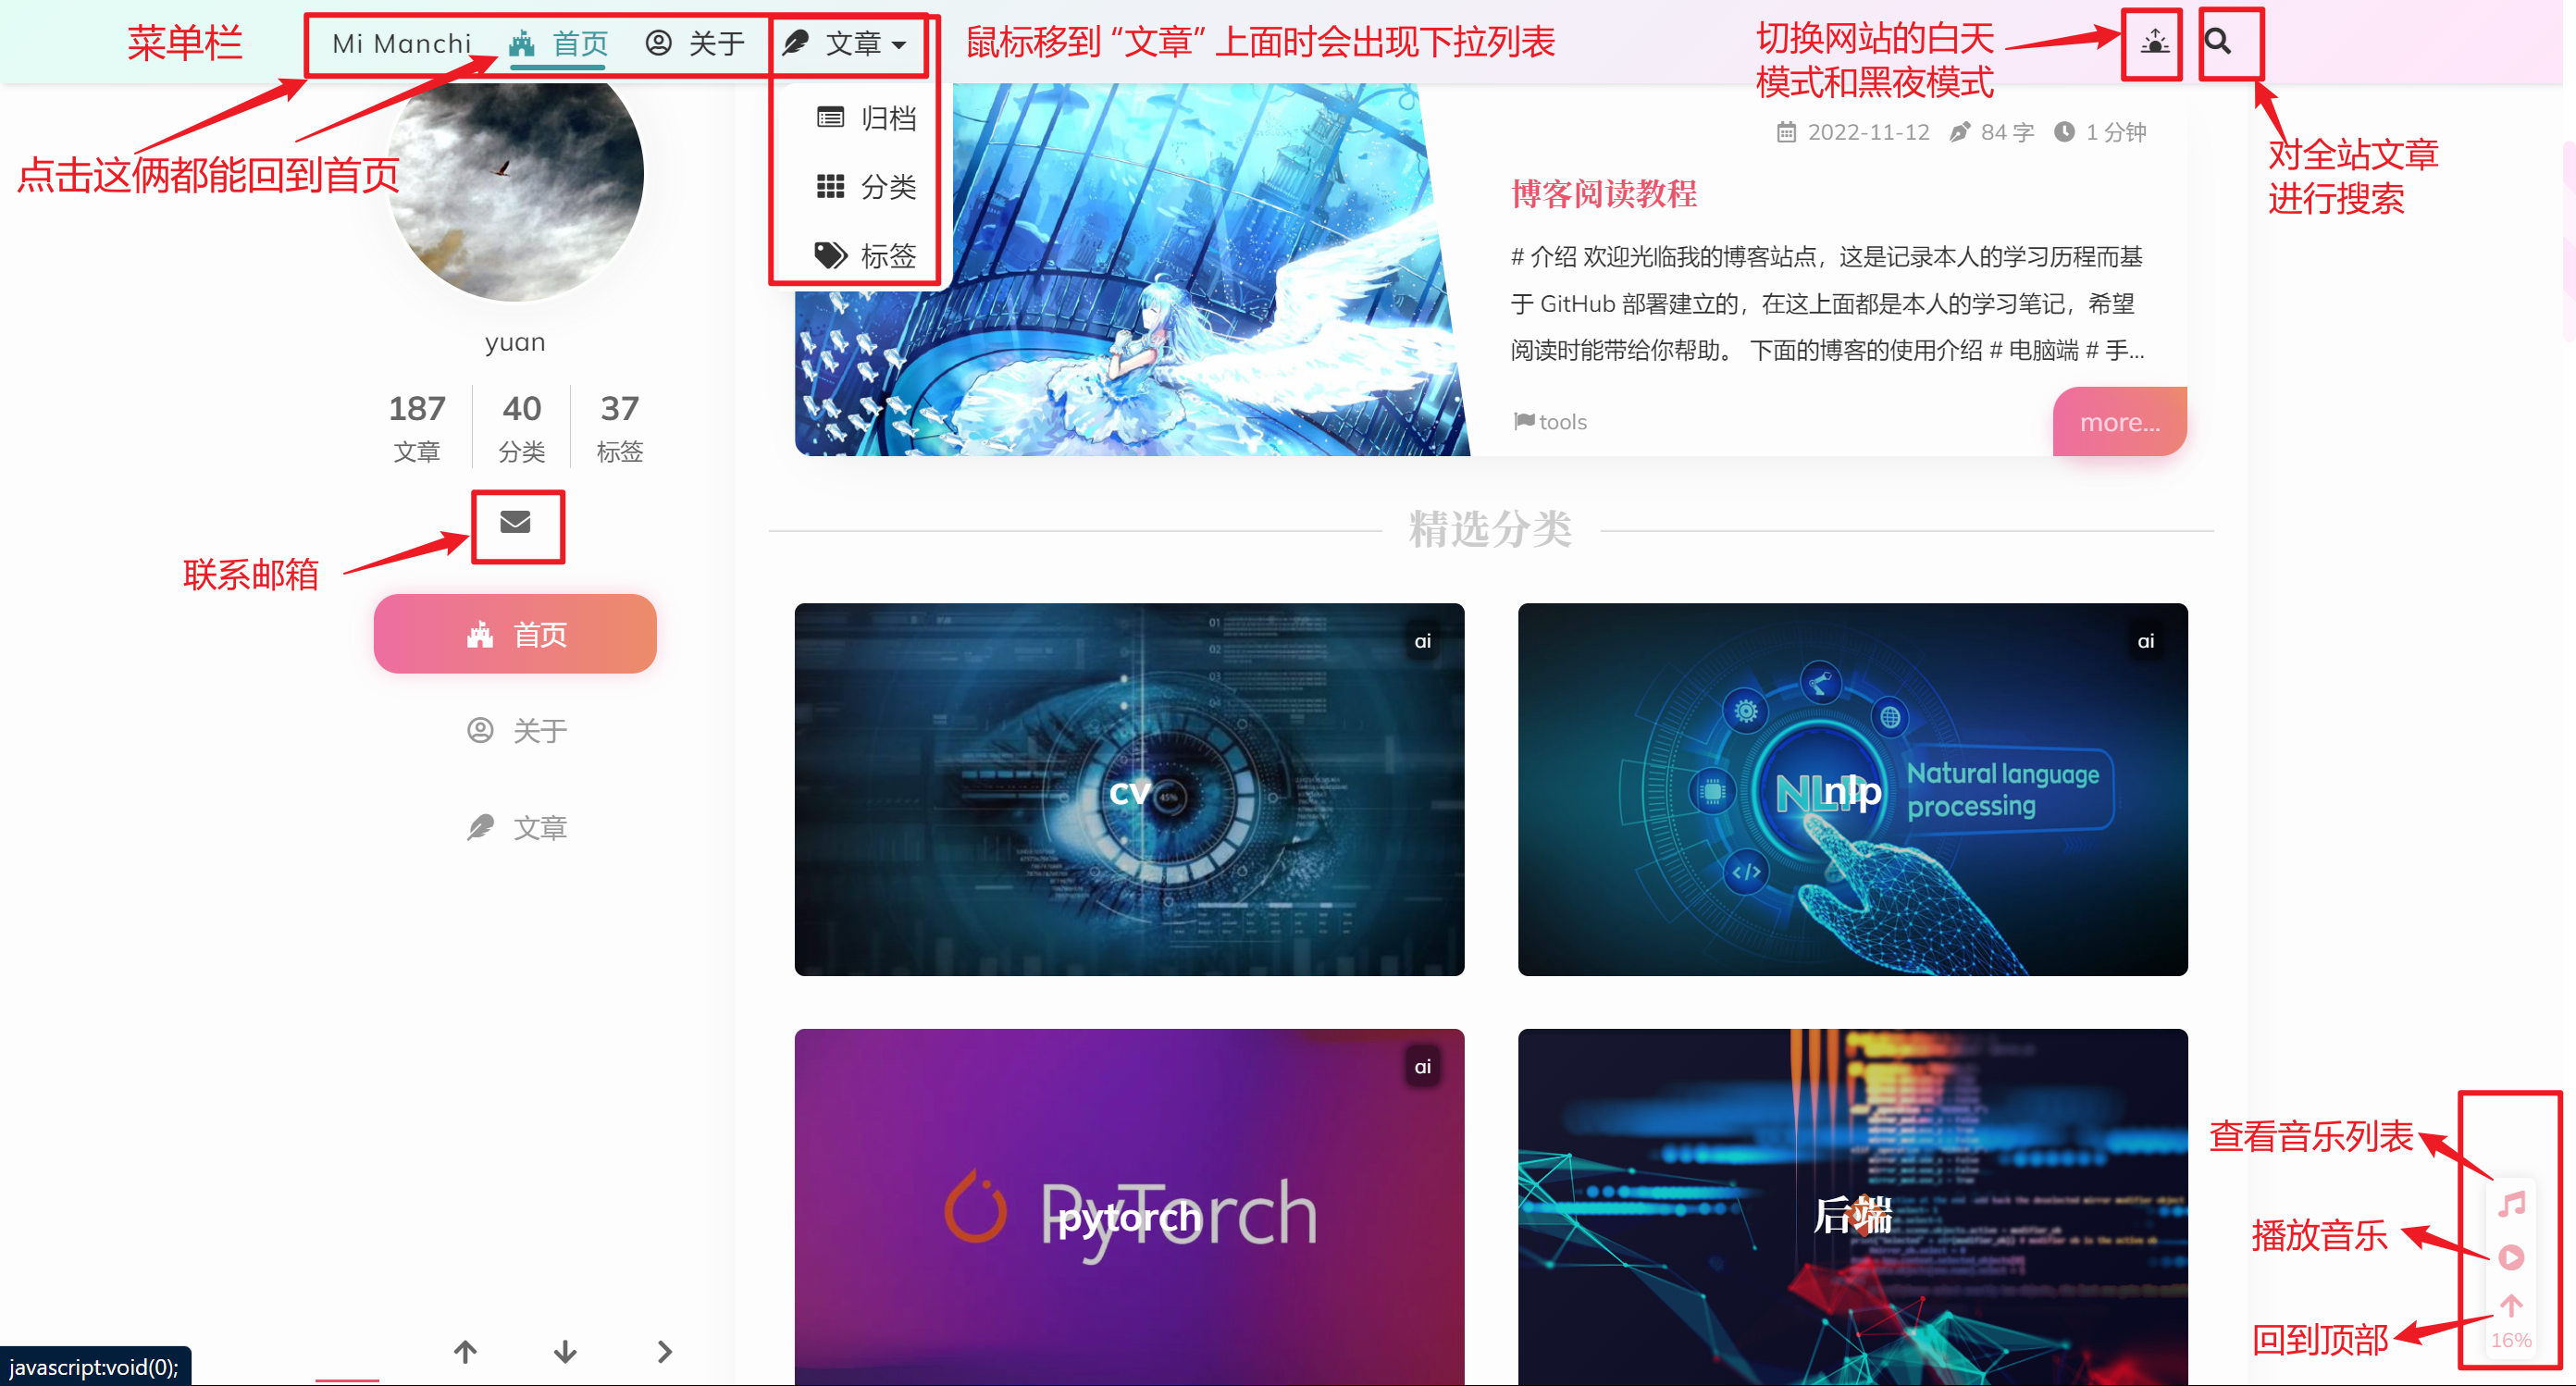 菜单栏
Mi Manchi
首页
关于
文章
鼠标移到 “文章” 上面时会出现下拉列表
切换网站的白天
模式和黑夜模式
点击这俩都能回到首页
归档
分类
标签
对全站文章
进行搜索
2022-11-12
84 字
1 分钟
博客阅读教程
# 介绍 欢迎光临我的博客站点，这是记录本人的学习历程而基
于 GitHub 部署建立的，在这上面都是本人的学习笔记，希望
阅读时能带给你帮助。 下面的博客的使用介绍 # 电脑端 # 手...
tools
more...
yuan
187
文章
40
分类
37
标签
联系邮箱
首页
关于
文章
精选分类
ai
cv
45%
01
02
03
04
ai
NLP
nlp
Natural language
processing
</>
ai
PyTorch
pytorch
后端
查看音乐列表
播放音乐
回到顶部
16%
javascript:void(0);